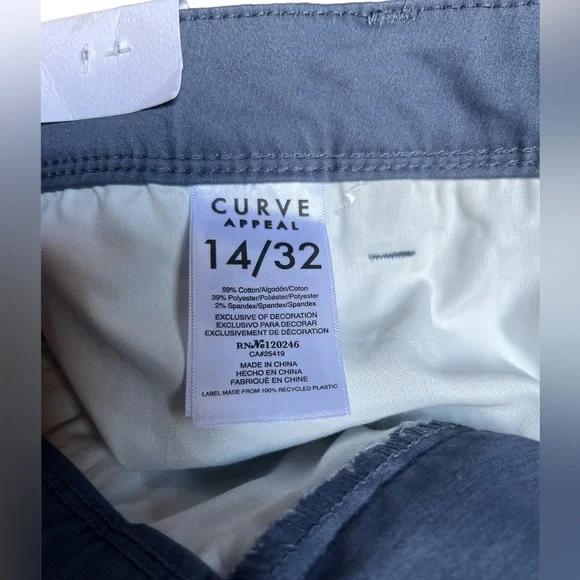 CURVE
APPEAL
14/32
59% Cotton/Algodón/Coton
39% Polyester/Poliéster/Polyester
2% Spandex/Spandex/Spandex
EXCLUSIVE OF DECORATION
EXCLUSIVO PARA DECORAR
EXCLUSIVEMENT DE DÉCORATION
RN№120246
CA#25419
MADE IN CHINA
HECHO EN CHINA
FABRIQUÉ EN CHINE
LABEL MADE FROM 100% RECYCLED PLASTIC